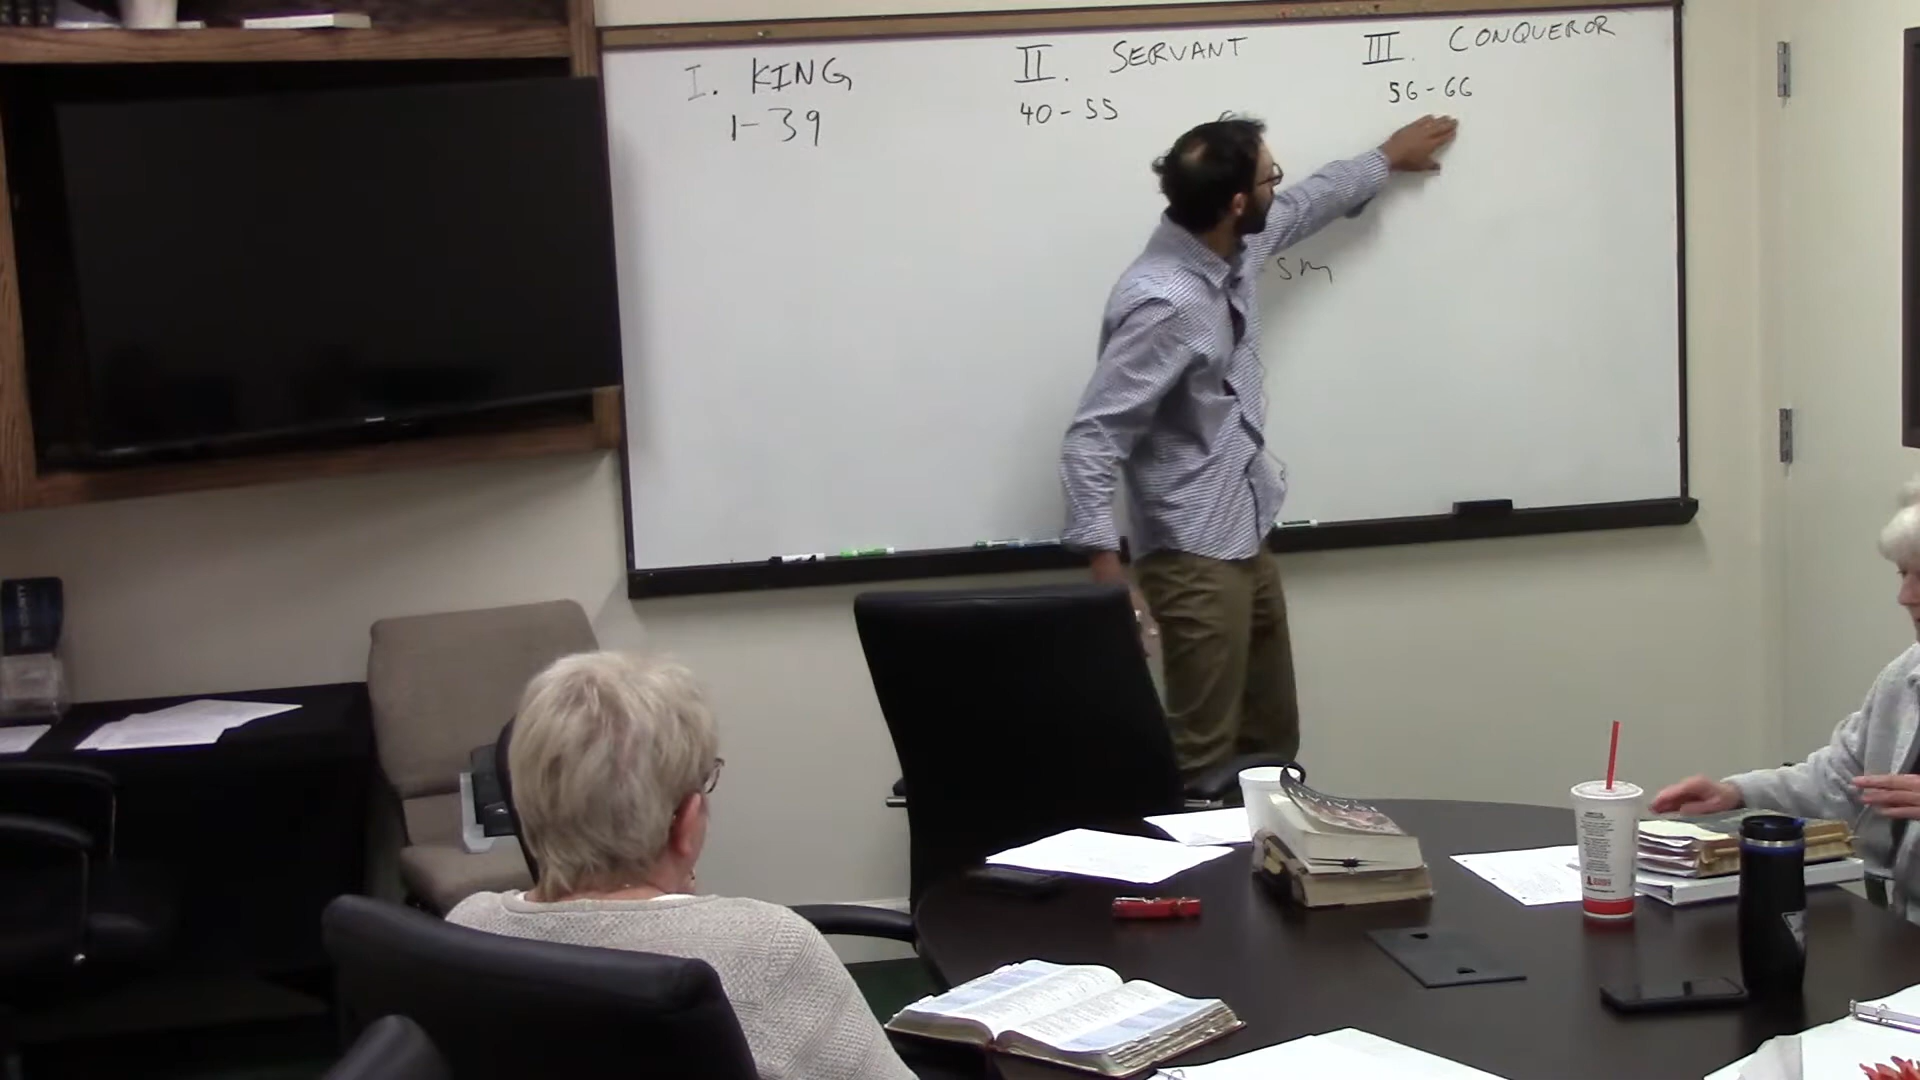 I. KING
1-39
II. SERVANT
40-55
III. CONQUEROR
56-66